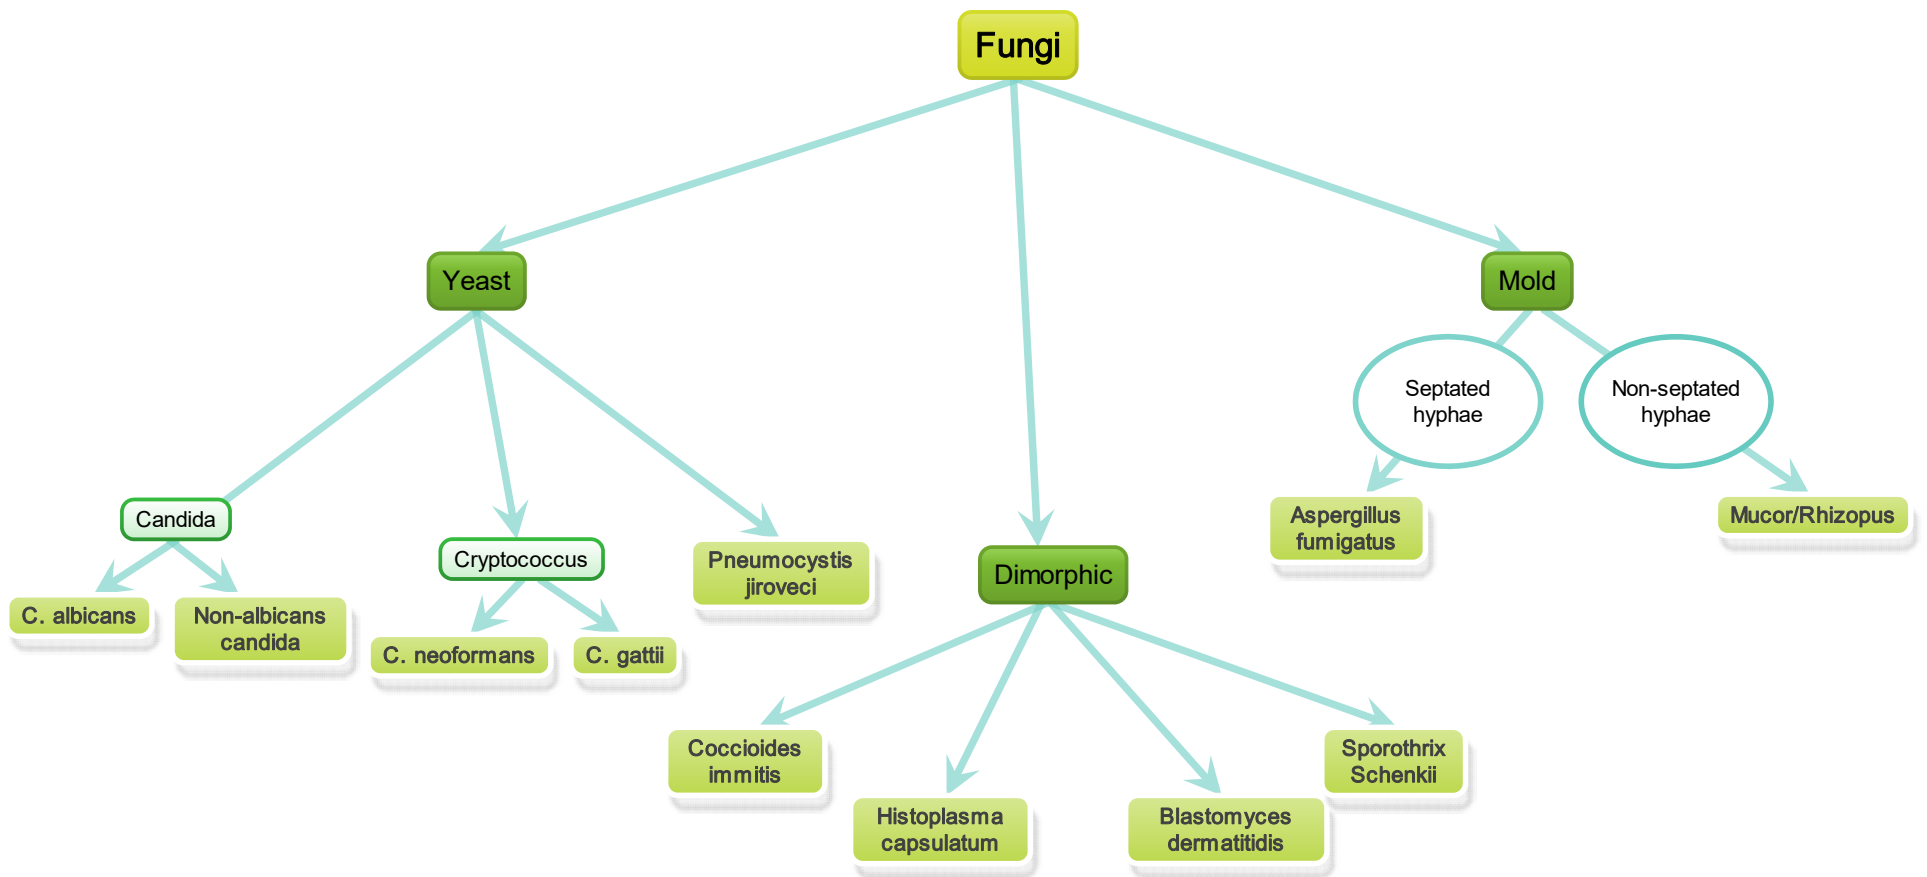 Fungi
Yeast
Mold
Septated
hyphae
Non-septated
hyphae
Candida
Cryptococcus
Pneumocystis
jiroveci
Dimorphic
Aspergillus
fumigatus
Mucor/Rhizopus
C. albicans
Non-albicans
candida
C. neoformans
C. gattii
Coccioides
immitis
Histoplasma
capsulatum
Blastomyces
dermatitidis
Sporothrix
Schenkii